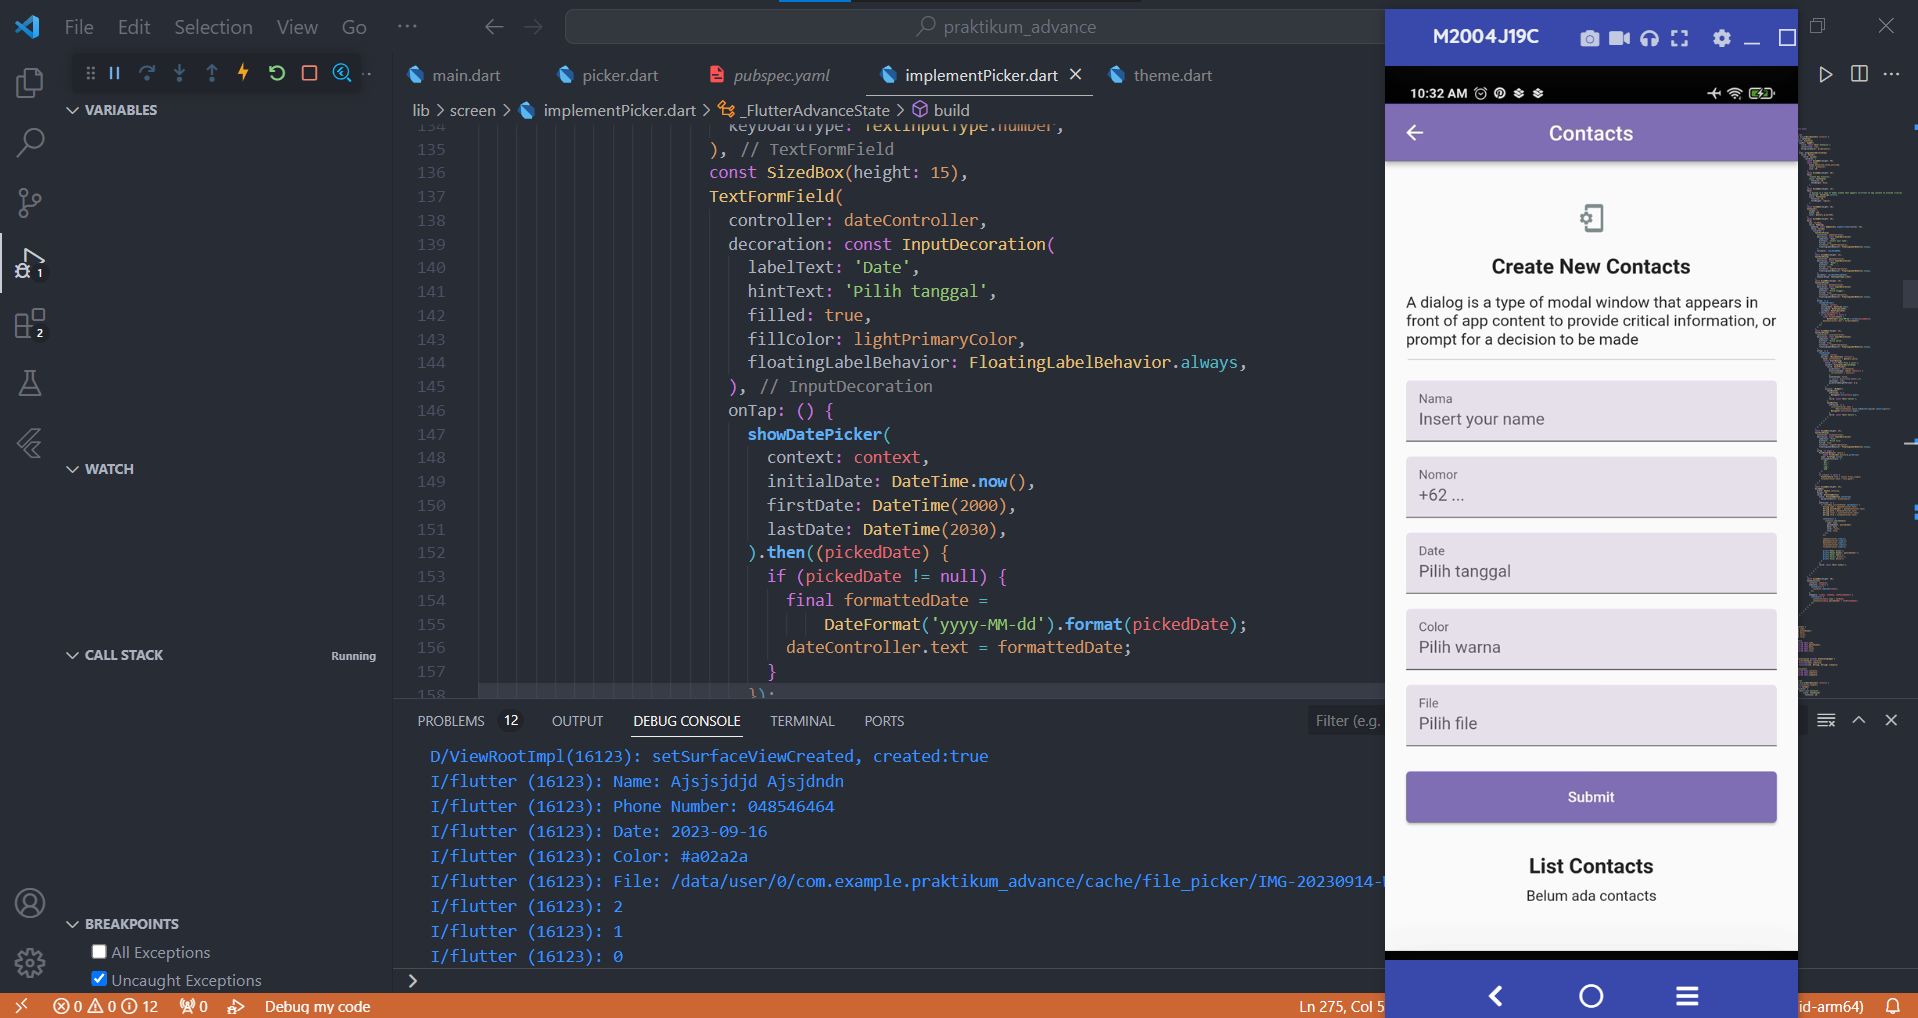 File Edit Selection View Go ··· praktikum_advance
main.dart picker.dart pubspec.yaml implementPicker.dart theme.dart
lib > screen > implementPicker.dart > _FlutterAdvanceState > build
VARIABLES
WATCH
CALL STACK Running
BREAKPOINTS
All Exceptions
Uncaught Exceptions
1
2
134 keyboardType: TextInputType.number,
135 ), // TextFormField
136 const SizedBox(height: 15),
137 TextFormField(
138 controller: dateController,
139 decoration: const InputDecoration(
140 labelText: 'Date',
141 hintText: 'Pilih tanggal',
142 filled: true,
143 fillColor: lightPrimaryColor,
144 floatingLabelBehavior: FloatingLabelBehavior.always,
145 ), // InputDecoration
146 onTap: () {
147 showDatePicker(
148 context: context,
149 initialDate: DateTime.now(),
150 firstDate: DateTime(2000),
151 lastDate: DateTime(2030),
152 ).then((pickedDate) {
153 if (pickedDate != null) {
154 final formattedDate =
155 DateFormat('yyyy-MM-dd').format(pickedDate);
156 dateController.text = formattedDate;
157 }
158 });
PROBLEMS 12 OUTPUT DEBUG CONSOLE TERMINAL PORTS Filter (e.g.
D/ViewRootImpl(16123): setSurfaceViewCreated, created:true
I/flutter (16123): Name: Ajsjsjdjd Ajsjdndn
I/flutter (16123): Phone Number: 048546464
I/flutter (16123): Date: 2023-09-16
I/flutter (16123): Color: #a02a2a
I/flutter (16123): File: /data/user/0/com.example.praktikum_advance/cache/file_picker/IMG-20230914-
I/flutter (16123): 2
I/flutter (16123): 1
I/flutter (16123): 0
0 0 12 0 Debug my code Ln 275, Col 5 id-arm64)
M2004J19C
10:32 AM
Contacts
Create New Contacts
A dialog is a type of modal window that appears in
front of app content to provide critical information, or
prompt for a decision to be made
Nama
Insert your name
Nomor
+62 ...
Date
Pilih tanggal
Color
Pilih warna
File
Pilih file
Submit
List Contacts
Belum ada contacts